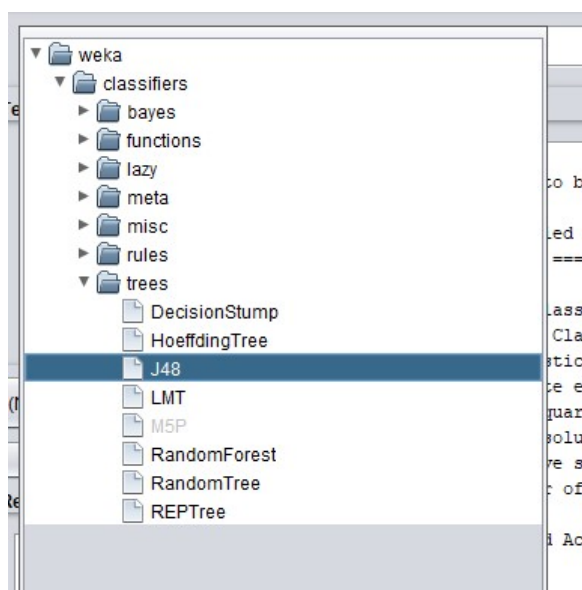 weka
classifiers
bayes
functions
lazy
meta
misc
rules
trees
DecisionStump
HoeffdingTree
J48
LMT
M5P
RandomForest
RandomTree
REPTree